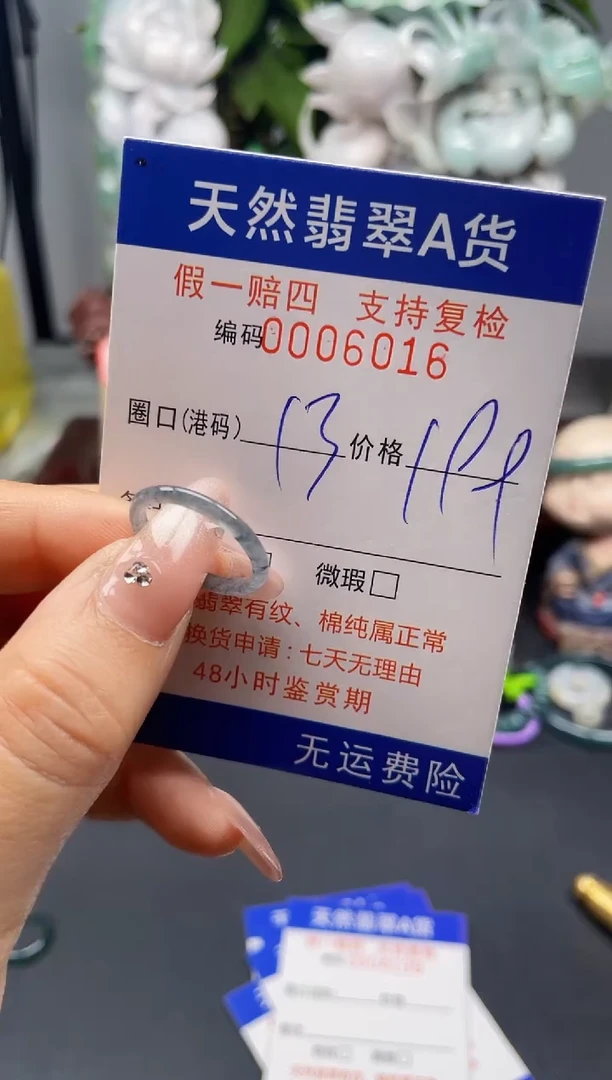 天然翡翠A货
假一赔四 支持复检
编码0006016
圈口(港码) 13 价格 199
微瑕
翡翠有纹、棉纯属正常
换货申请:七天无理由
48小时鉴赏期
无运费险
天然翡翠A货